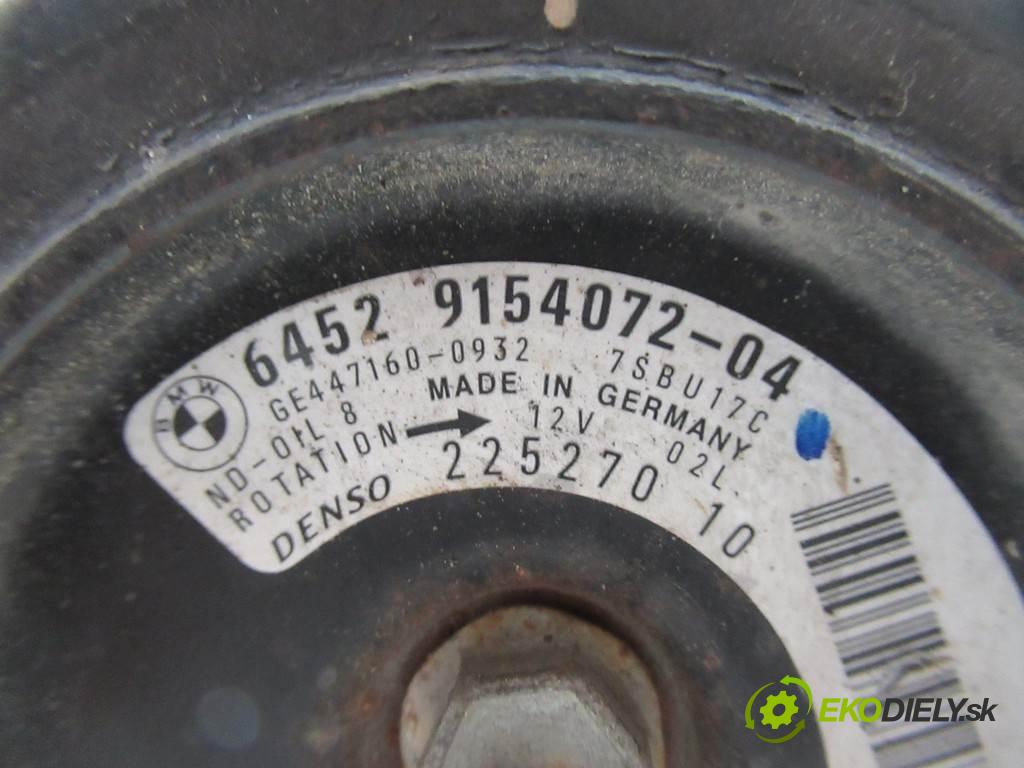 BMW
6452 9154072-04
GE447160-0932 7SBU17C
MADE IN GERMANY
ND-OIL 8 12V 02L
ROTATION
DENSO 225270 10
EKODIELY.sk